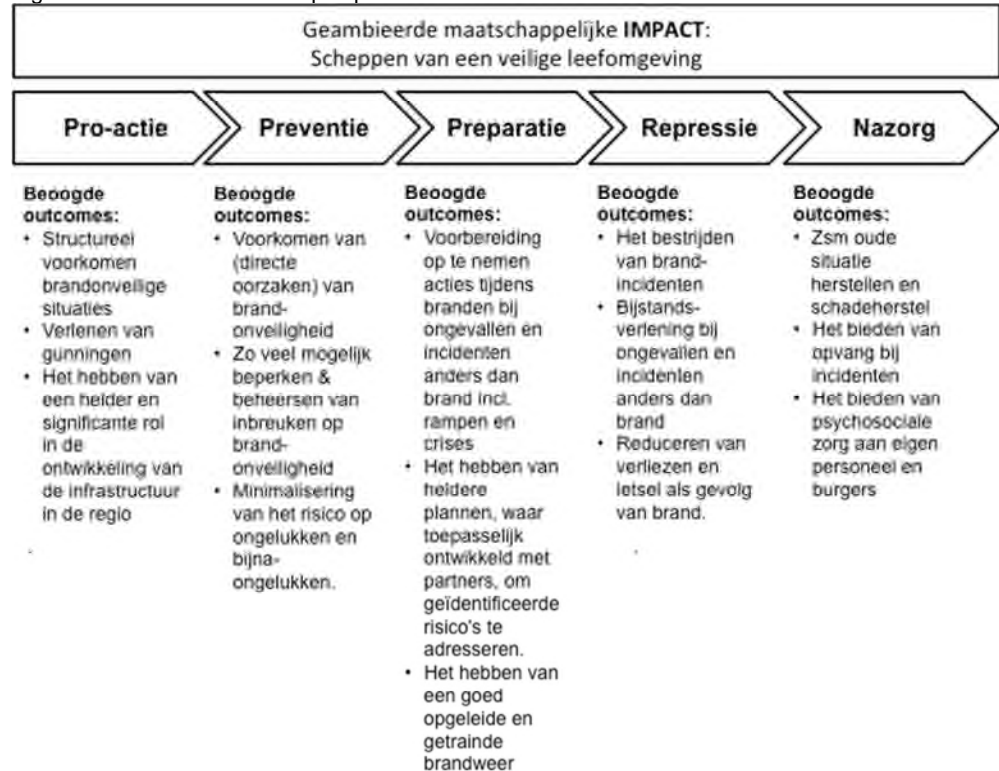 Geambieerde maatschappelijke IMPACT:
Scheppen van een veilige leefomgeving
Pro-actie
Preventie
Preparatie
Repressie
Nazorg
Beoogde
outcomes:
• Structureel
voorkomen
brandonveilige
situaties
• Verlenen van
gunningen
• Het hebben van
een helder en
significante rol
in de
ontwikkeling van
de infrastructuur
in de regio
Beoogde
outcomes:
• Voorkomen van
(directe
oorzaken) van
brand-
onveiligheid
• Zo veel mogelijk
beperken &
beheersen van
inbreuken op
brand-
onveiligheid
• Minimalisering
van het risico op
ongelukken en
bijna-
ongelukken.
Beoogde
outcomes:
• Voorbereiding
op te nemen
acties tijdens
branden bij
ongevallen en
incidenten
anders dan
brand incl.
rampen en
crises
• Het hebben van
heldere
plannen, waar
toepasselijk
ontwikkeld met
partners, om
geïdentificeerde
risico's te
adresseren.
• Het hebben van
een goed
opgeleide en
getrainde
brandweer
Beoogde
outcomes:
• Het bestrijden
van brand-
incidenten
• Bijstands-
verlening bij
ongevallen en
incidenten
anders dan
brand
• Reduceren van
verliezen en
letsel als gevolg
van brand.
Beoogde
outcomes:
• Zsm oude
situatie
herstellen en
schadeherstel
• Het bieden van
opvang bij
incidenten
• Het bieden van
psychosociale
zorg aan eigen
personeel en
burgers